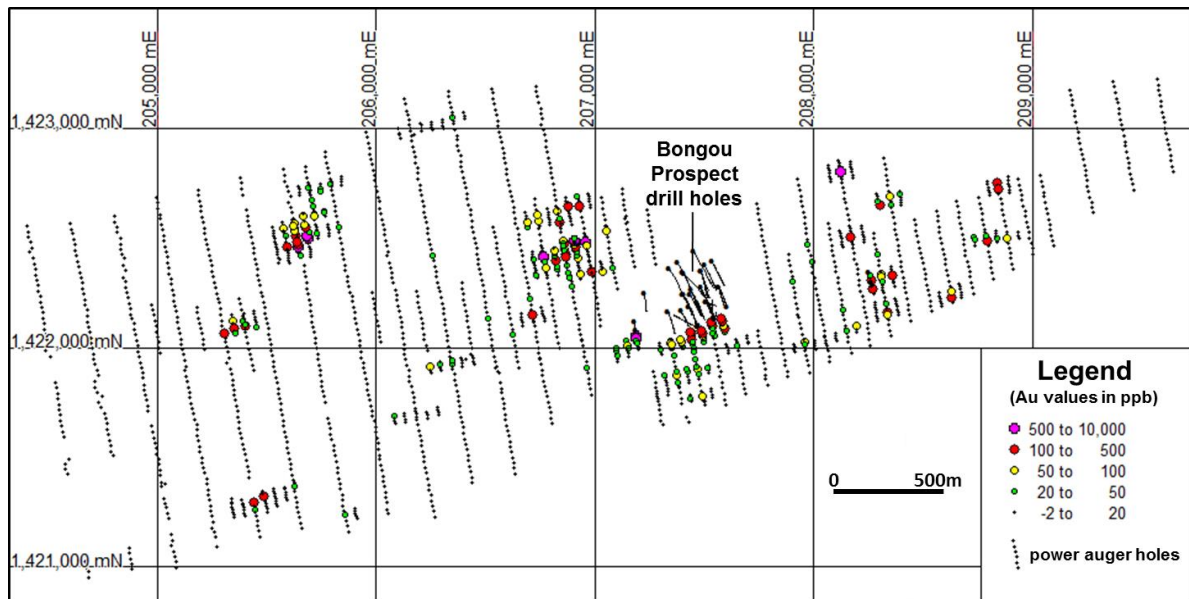 205,000 mE
206,000 mE
207,000 mE
208,000 mE
209,000 mE
1,423,000 mN
Bongou
Prospect
drill holes
1,422,000 mN
Legend
(Au values in ppb)
500 to 10,000
100 to 500
50 to 100
20 to 50
-2 to 20
power auger holes
0 500m
1,421,000 mN